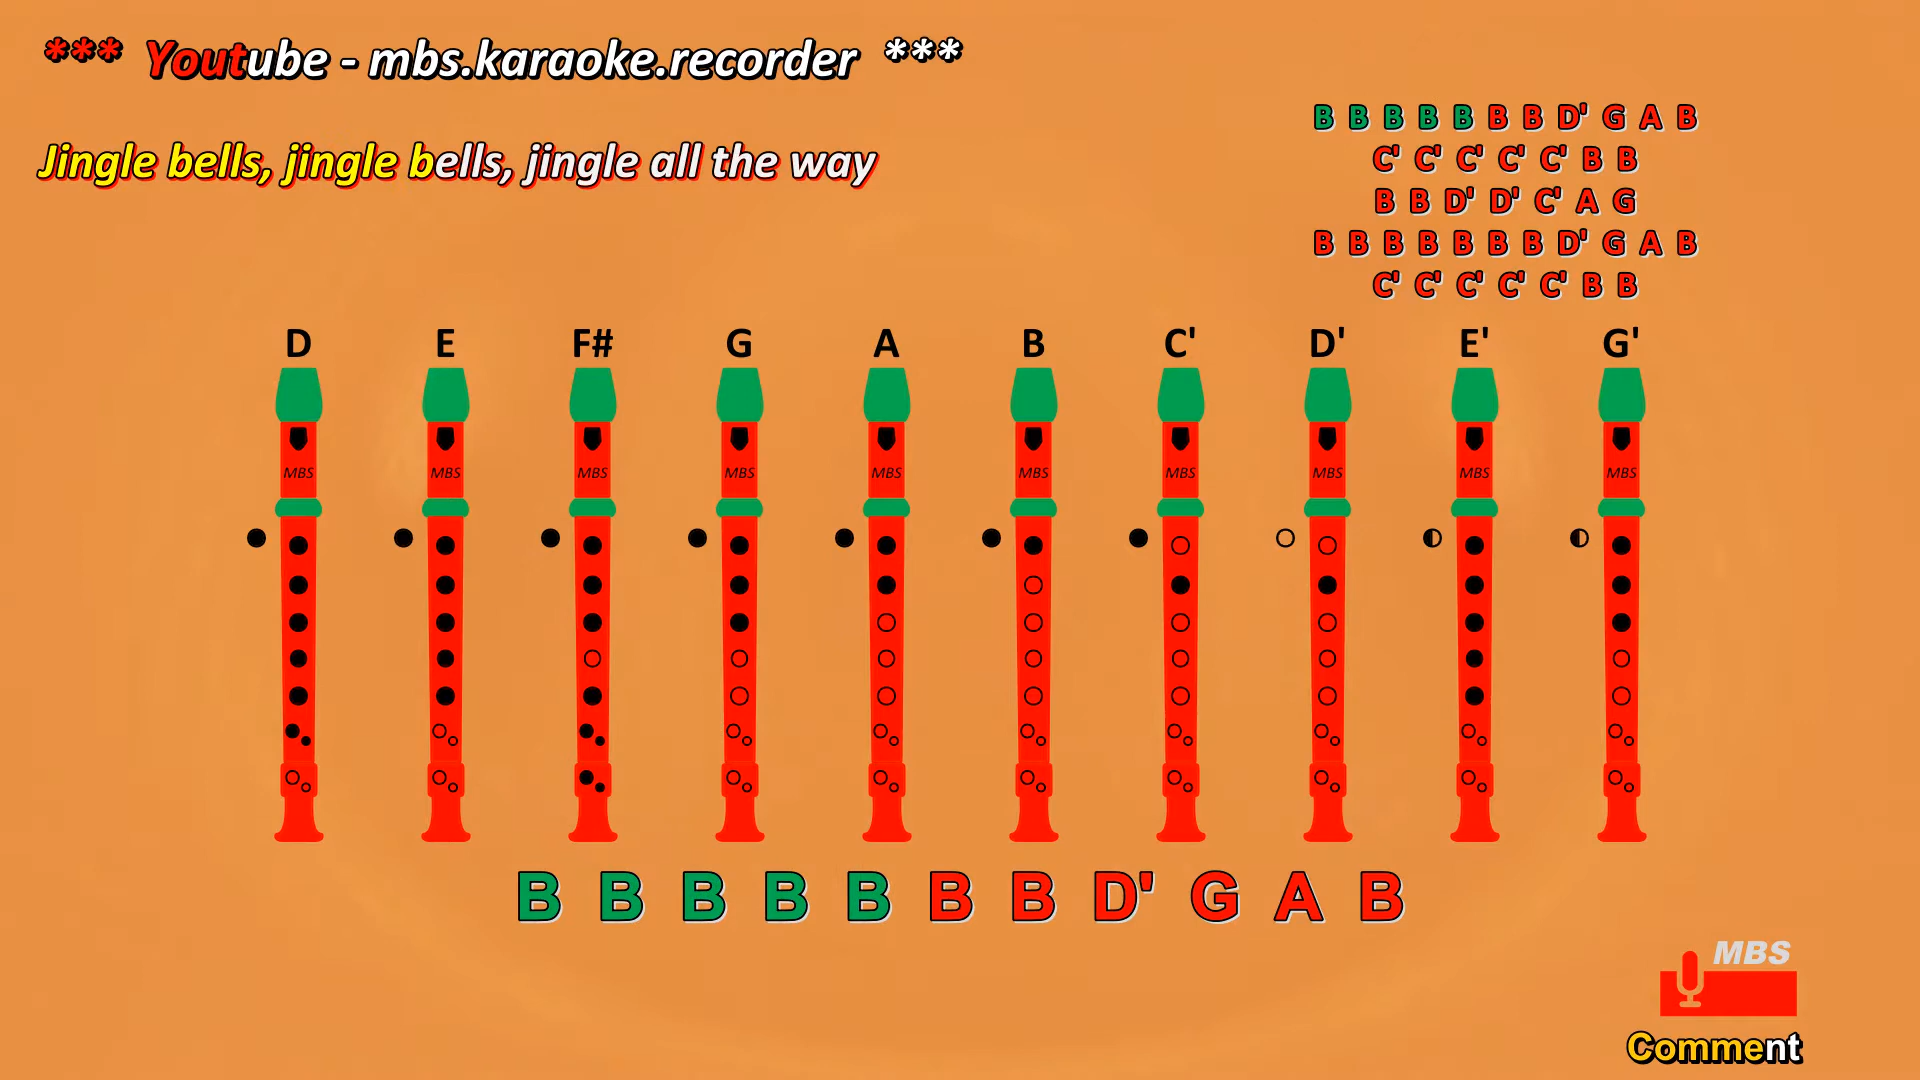 *** Youtube - mbs.karaoke.recorder ***
Jingle bells, jingle bells, jingle all the way
B B B B B B B D' G A B
C' C' C' C' C' B B
B B D' D' C' A G
B B B B B B B D' G A B
C' C' C' C' C' B B
D E F# G A B C' D' E' G'
MBS MBS MBS MBS MBS MBS MBS MBS MBS MBS
B B B B B B B D' G A B
MBS
Comment